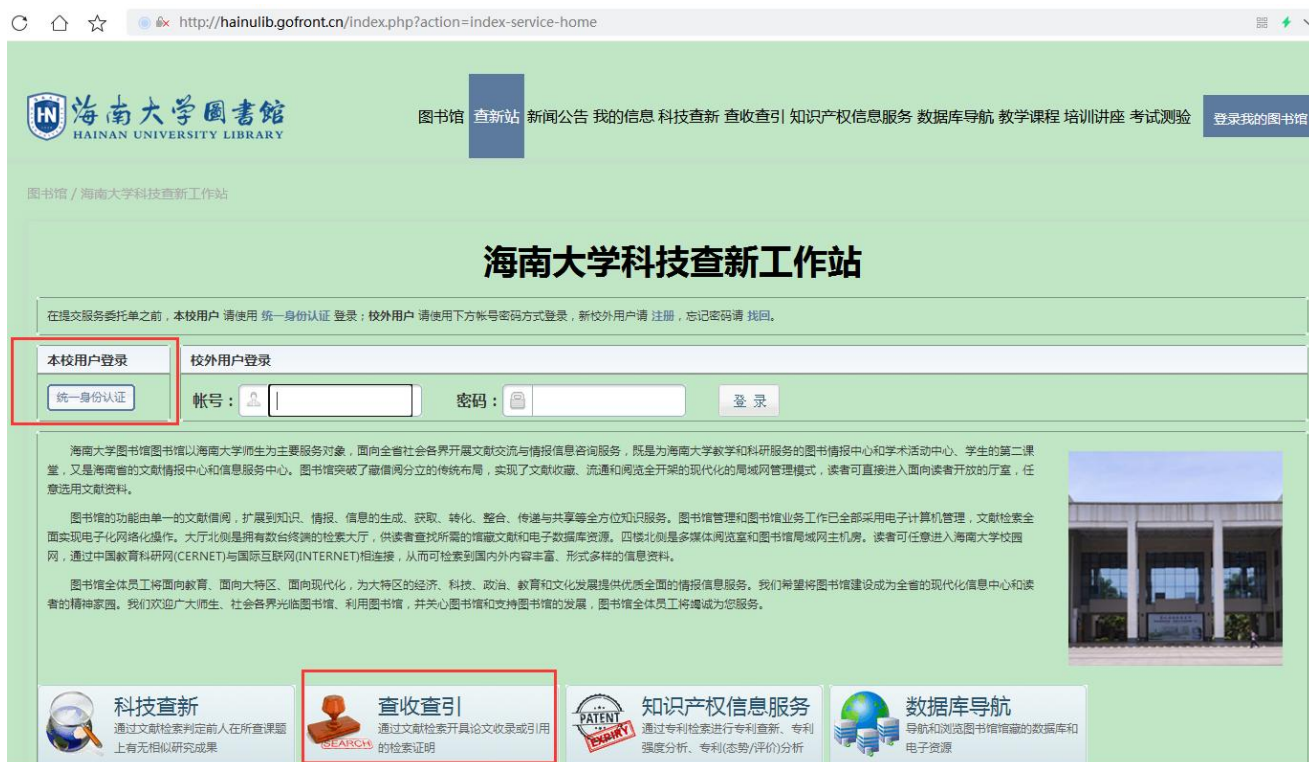 http://hainulib.gofront.cn/index.php?action=index-service-home
海南大学圖書館
HAINAN UNIVERSITY LIBRARY
图书馆 查新站 新闻公告 我的信息 科技查新 查收查引 知识产权信息服务 数据库导航 教学课程 培训讲座 考试测验 登录我的图书馆
图书馆 / 海南大学科技查新工作站
海南大学科技查新工作站
在提交服务委托单之前，本校用户 请使用 统一身份认证 登录；校外用户 请使用下方帐号密码方式登录，新校外用户请 注册，忘记密码请 找回。
本校用户登录 校外用户登录
统一身份认证 帐号： 密码： 登 录
海南大学图书馆图书馆以海南大学师生为主要服务对象，面向全省社会各界开展文献交流与情报信息咨询服务，既是为海南大学教学和科研服务的图书情报中心和学术活动中心、学生的第二课
堂，又是海南省的文献情报中心和信息服务中心。图书馆突破了藏借阅分立的传统布局，实现了文献收藏、流通和阅览全开架的现代化的局域网管理模式，读者可直接进入面向读者开放的厅室，任
意选用文献资料。
图书馆的功能由单一的文献借阅，扩展到知识、情报、信息的生成、获取、转化、整合、传递与共享等全方位知识服务。图书馆管理和图书馆业务工作已全部采用电子计算机管理，文献检索全
面实现电子化网络化操作。大厅北侧是拥有数台终端的检索大厅，供读者查找所需的馆藏文献和电子数据库资源。四楼北侧是多媒体阅览室和图书馆局域网主机房。读者可任意进入海南大学校园
网，通过中国教育科研网(CERNET)与国际互联网(INTERNET)相连接，从而可检索到国内外内容丰富、形式多样的信息资料。
图书馆全体员工将面向教育、面向大特区、面向现代化，为大特区的经济、科技、政治、教育和文化发展提供优质全面的情报信息服务。我们希望将图书馆建设成为全省的现代化信息中心和读
者的精神家园。我们欢迎广大师生、社会各界光临图书馆、利用图书馆，并关心图书馆和支持图书馆的发展，图书馆全体员工将竭诚为您服务。
科技查新
通过文献检索判定前人在所查课题
上有无相似研究成果
SEARCH
查收查引
通过文献检索开具论文收录或引用
的检索证明
PATENT
EXPIRY
知识产权信息服务
通过专利检索进行专利查新、专利
强度分析、专利(态势/评价)分析
数据库导航
导航和浏览图书馆馆藏的数据库和
电子资源